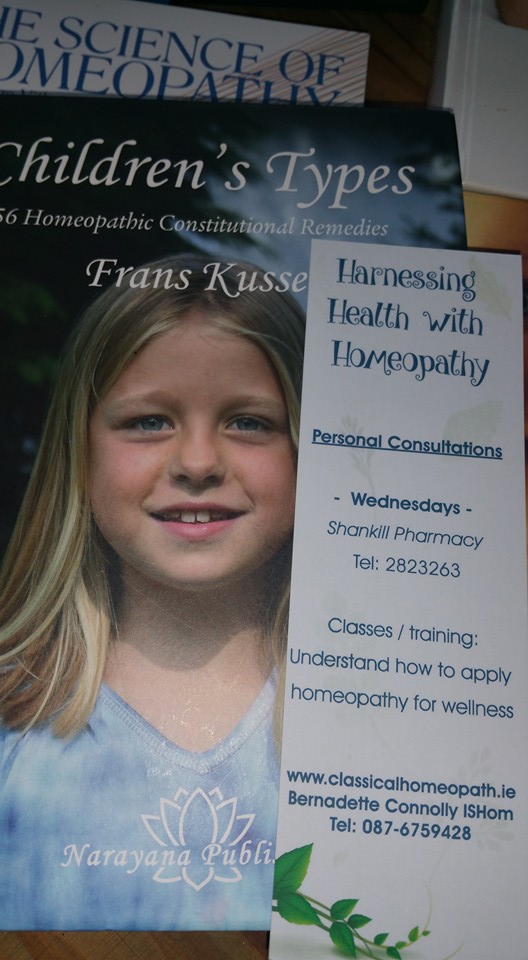 THE SCIENCE OF
HOMEOPATHY
Children's Types
56 Homeopathic Constitutional Remedies
Frans Kusse
Narayana Publi
Harnessing
Health with
Homeopathy
Personal Consultations
- Wednesdays -
Shankill Pharmacy
Tel: 2823263
Classes / training:
Understand how to apply
homeopathy for wellness
www.classicalhomeopath.ie
Bernadette Connolly ISHom
Tel: 087-6759428